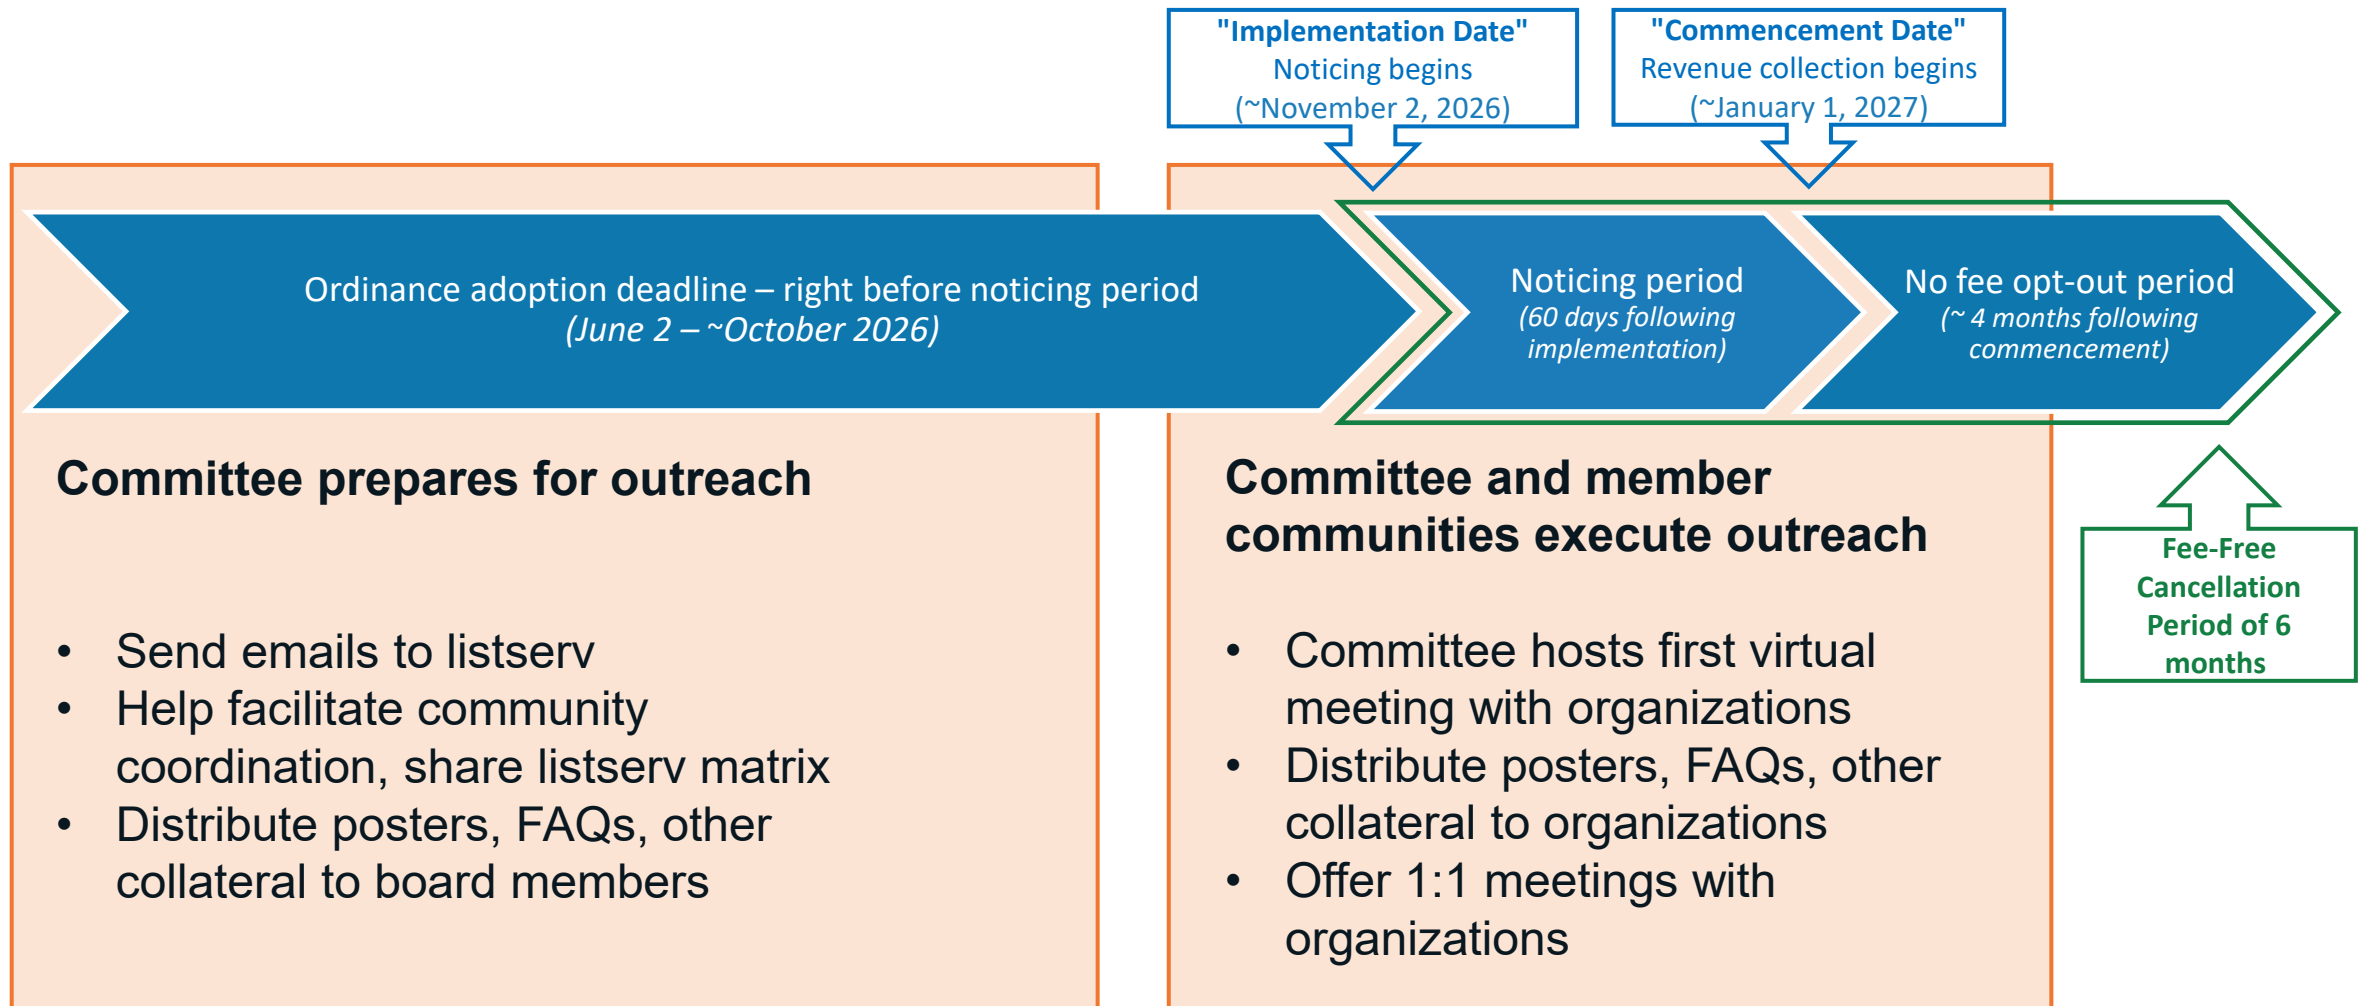 "Implementation Date"
Noticing begins
(~November 2, 2026)
"Commencement Date"
Revenue collection begins
(~January 1, 2027)
Ordinance adoption deadline – right before noticing period
(June 2 – ~October 2026)
Noticing period
(60 days following
implementation)
No fee opt-out period
(~ 4 months following
commencement)
Committee prepares for outreach
• Send emails to listserv
• Help facilitate community
coordination, share listserv matrix
• Distribute posters, FAQs, other
collateral to board members
Committee and member
communities execute outreach
• Committee hosts first virtual
meeting with organizations
• Distribute posters, FAQs, other
collateral to organizations
• Offer 1:1 meetings with
organizations
Fee-Free
Cancellation
Period of 6
months